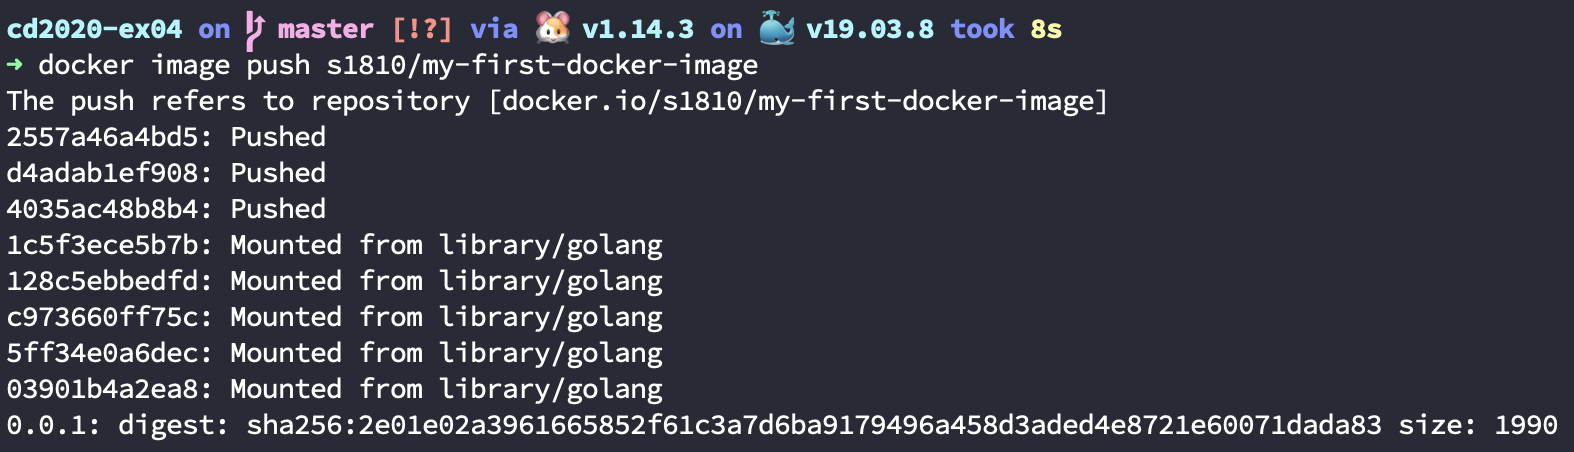 cd2020-ex04 on master [!?] via 🐹 v1.14.3 on 🐳 v19.03.8 took 8s
➜ docker image push s1810/my-first-docker-image
The push refers to repository [docker.io/s1810/my-first-docker-image]
2557a46a4bd5: Pushed
d4adab1ef908: Pushed
4035ac48b8b4: Pushed
1c5f3ece5b7b: Mounted from library/golang
128c5ebbedfd: Mounted from library/golang
c973660ff75c: Mounted from library/golang
5ff34e0a6dec: Mounted from library/golang
03901b4a2ea8: Mounted from library/golang
0.0.1: digest: sha256:2e01e02a3961665852f61c3a7d6ba9179496a458d3aded4e8721e60071dada83 size: 1990